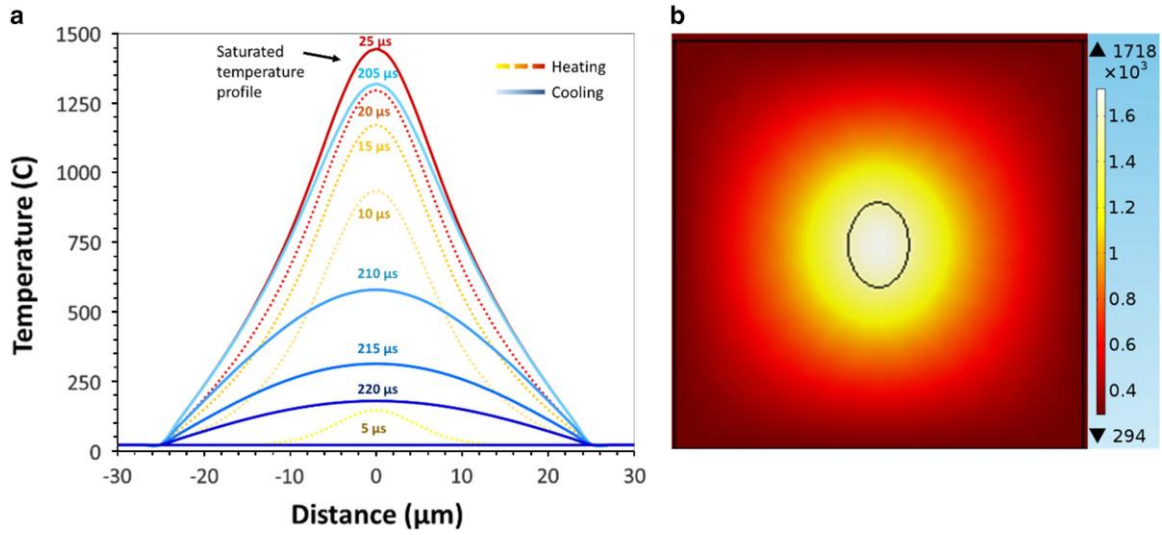 a
1500
1250
1000
750
500
250
0
-30
-20
-10
0
10
20
30
Temperature (C)
Distance (µm)
Saturated
temperature
profile
Heating
Cooling
25 µs
205 µs
20 µs
15 µs
10 µs
210 µs
215 µs
220 µs
5 µs
b
▲ 1718
×10³
1.6
1.4
1.2
1
0.8
0.6
0.4
▼ 294